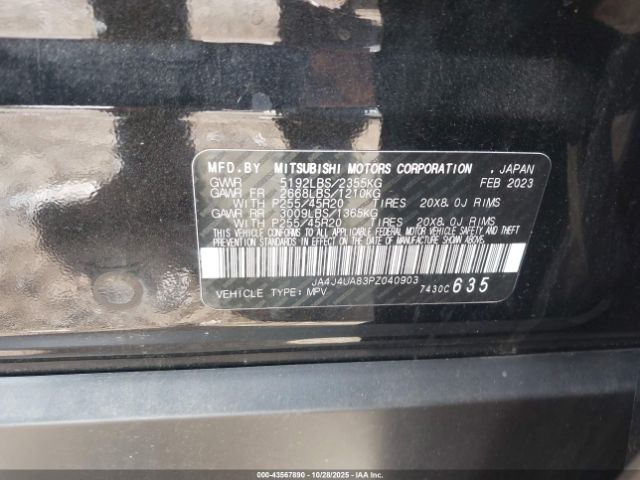 MFD.BY MITSUBISHI MOTORS CORPORATION , JAPAN
GVWR 5192LBS/2355KG FEB 2023
GAWR FR 2668LBS/1210KG
WITH P255/45R20 TIRES 20X8.0J RIMS
GAWR RR 3009LBS/1365KG
WITH P255/45R20 TIRES 20X8.0J RIMS
THIS VEHICLE CONFORMS TO ALL APPLICABLE FEDERAL MOTOR VEHICLE SAFETY AND THEFT
PREVENTION STANDARDS IN EFFECT ON THE DATE OF MANUFACTURE SHOWN ABOVE.
JA4J4UA83PZ040903
VEHICLE TYPE: MPV 7430C 635
00-43567890 | 10/28/2025 | © Copyright IAA, LLC